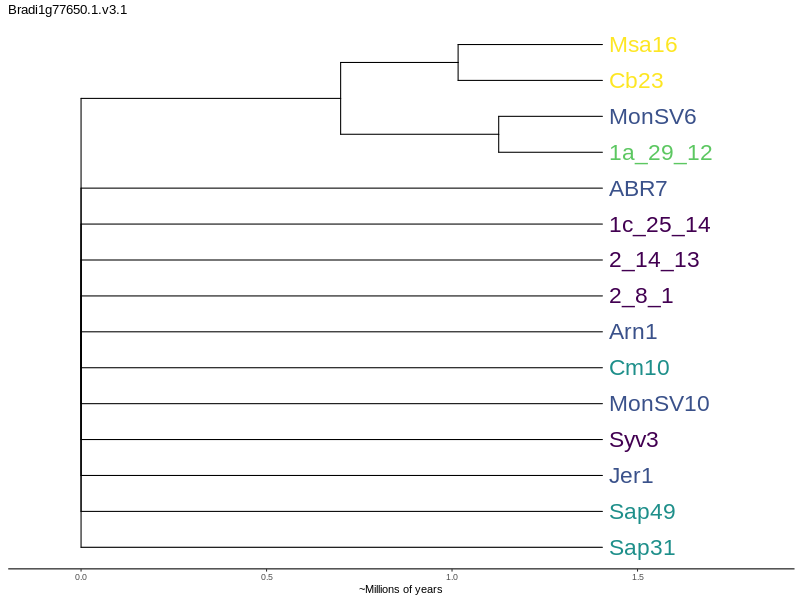 Bradi1g77650.1.v3.1
Msa16
Cb23
MonSV6
1a_29_12
ABR7
1c_25_14
2_14_13
2_8_1
Arn1
Cm10
MonSV10
Syv3
Jer1
Sap49
Sap31
0.0 0.5 1.0 1.5
~Millions of years